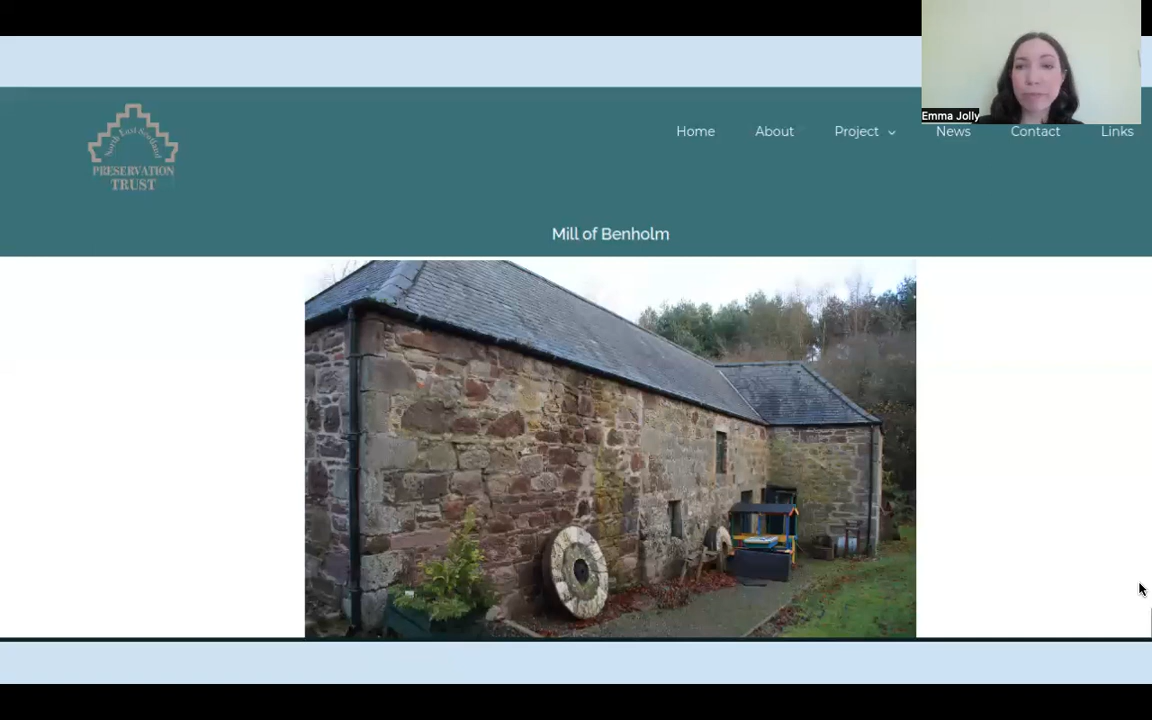 Emma Jolly
North East Scotland
PRESERVATION
TRUST
Home About Project News Contact Links
Mill of Benholm